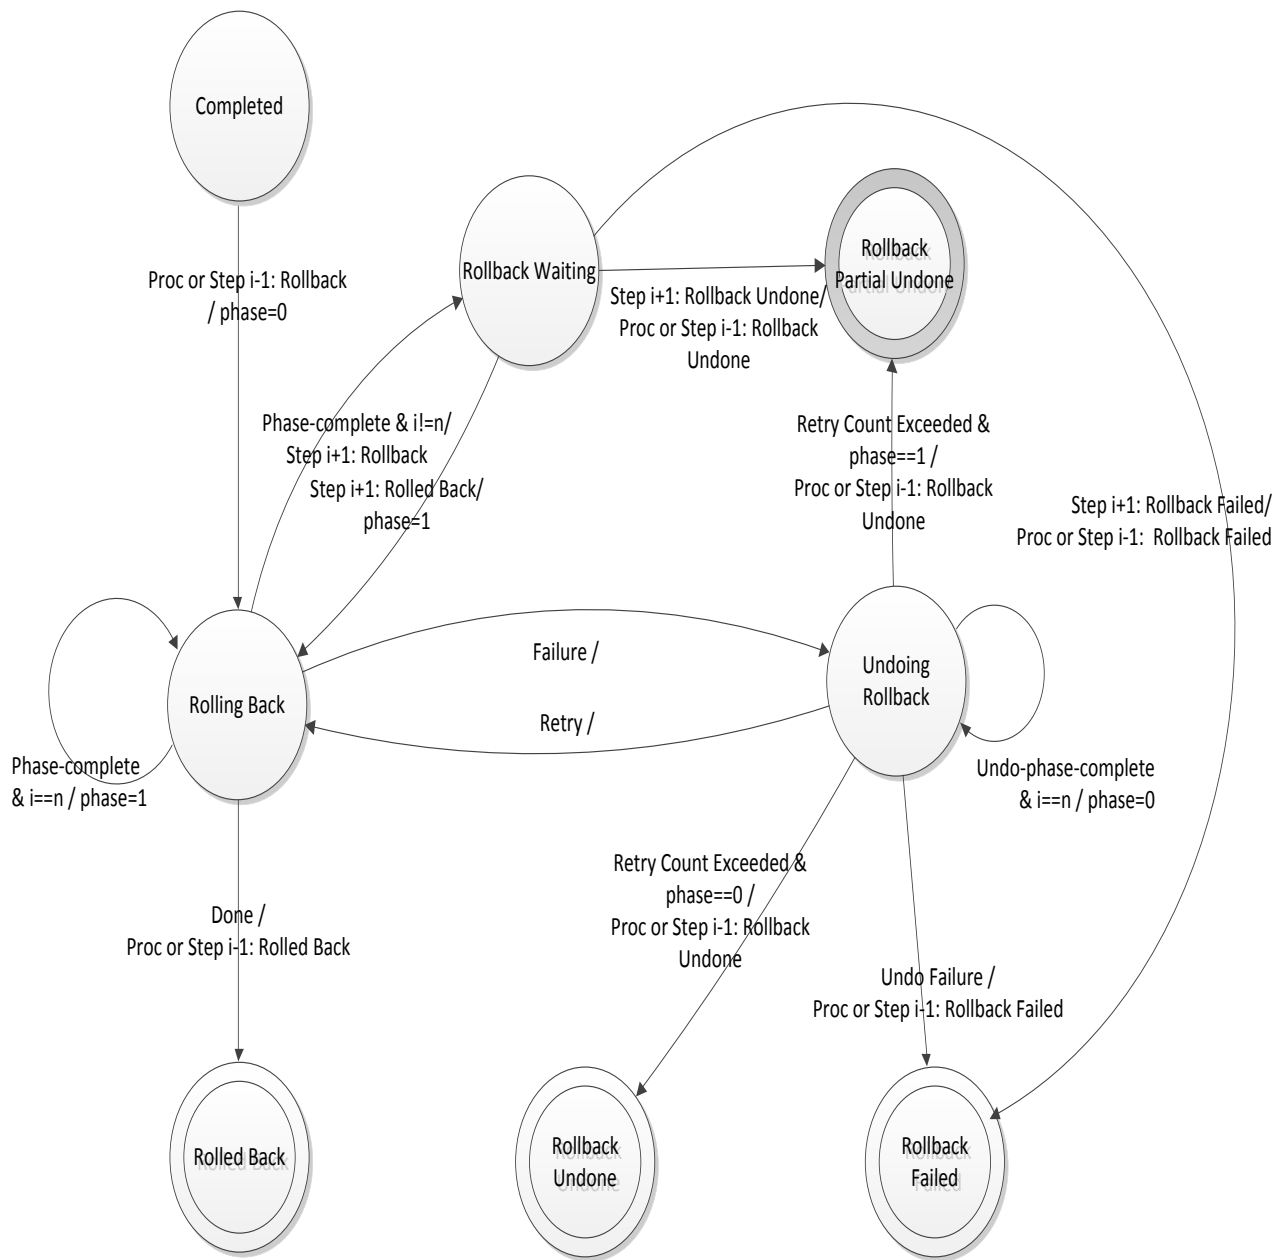 Completed
Proc or Step i-1: Rollback
/ phase=0
Rollback Waiting
Rollback
Partial Undone
Step i+1: Rollback Undone/
Proc or Step i-1: Rollback
Undone
Phase-complete & i!=n/
Step i+1: Rollback
Step i+1: Rolled Back/
phase=1
Retry Count Exceeded &
phase==1 /
Proc or Step i-1: Rollback
Undone
Step i+1: Rollback Failed/
Proc or Step i-1: Rollback Failed
Rolling Back
Failure /
Retry /
Undoing
Rollback
Phase-complete
& i==n / phase=1
Undo-phase-complete
& i==n / phase=0
Done /
Proc or Step i-1: Rolled Back
Retry Count Exceeded &
phase==0 /
Proc or Step i-1: Rollback
Undone
Undo Failure /
Proc or Step i-1: Rollback Failed
Rolled Back
Rollback
Undone
Rollback
Failed